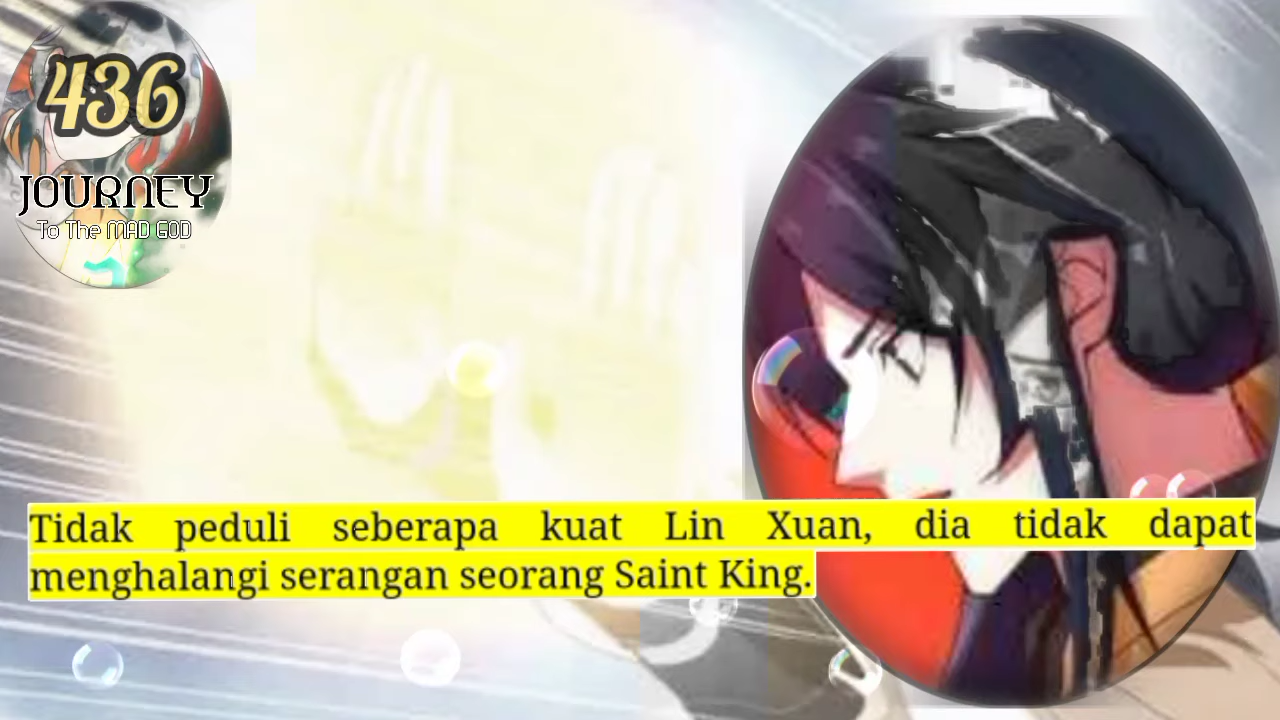 436
JOURNEY
To The MAD GOD
Tidak peduli seberapa kuat Lin Xuan, dia tidak dapat
menghalangi serangan seorang Saint King.